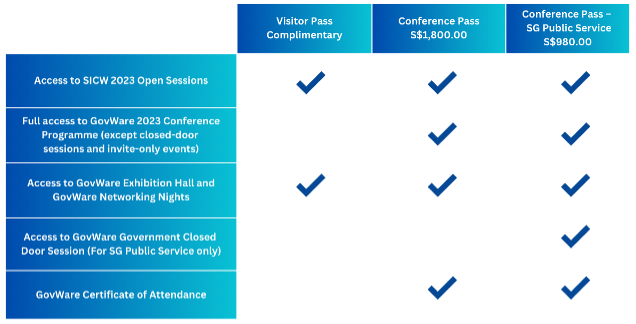 Visitor Pass
Complimentary
Conference Pass
S$1,800.00
Conference Pass –
SG Public Service
S$980.00
Access to SICW 2023 Open Sessions
Full access to GovWare 2023 Conference
Programme (except closed-door
sessions and invite-only events)
Access to GovWare Exhibition Hall and
GovWare Networking Nights
Access to GovWare Government Closed
Door Session (For SG Public Service only)
GovWare Certificate of Attendance